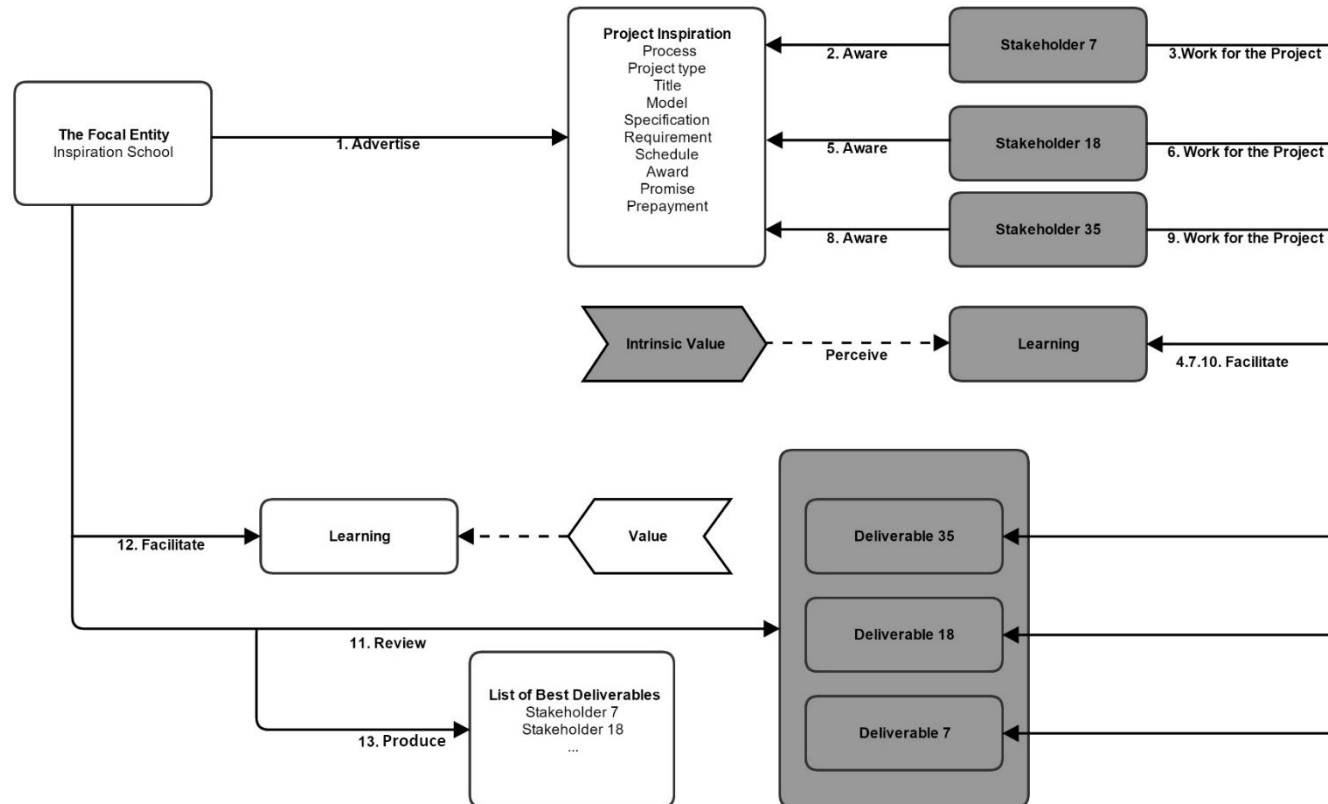 Project Inspiration
Process
Project type
Title
Model
Specification
Requirement
Schedule
Award
Promise
Prepayment
The Focal Entity
Inspiration School
1. Advertise
2. Aware
Stakeholder 7
3.Work for the Project
5. Aware
Stakeholder 18
6. Work for the Project
8. Aware
Stakeholder 35
9. Work for the Project
Intrinsic Value
Perceive
Learning
4.7.10. Facilitate
12. Facilitate
Learning
Value
Deliverable 35
Deliverable 18
Deliverable 7
11. Review
List of Best Deliverables
Stakeholder 7
Stakeholder 18
...
13. Produce